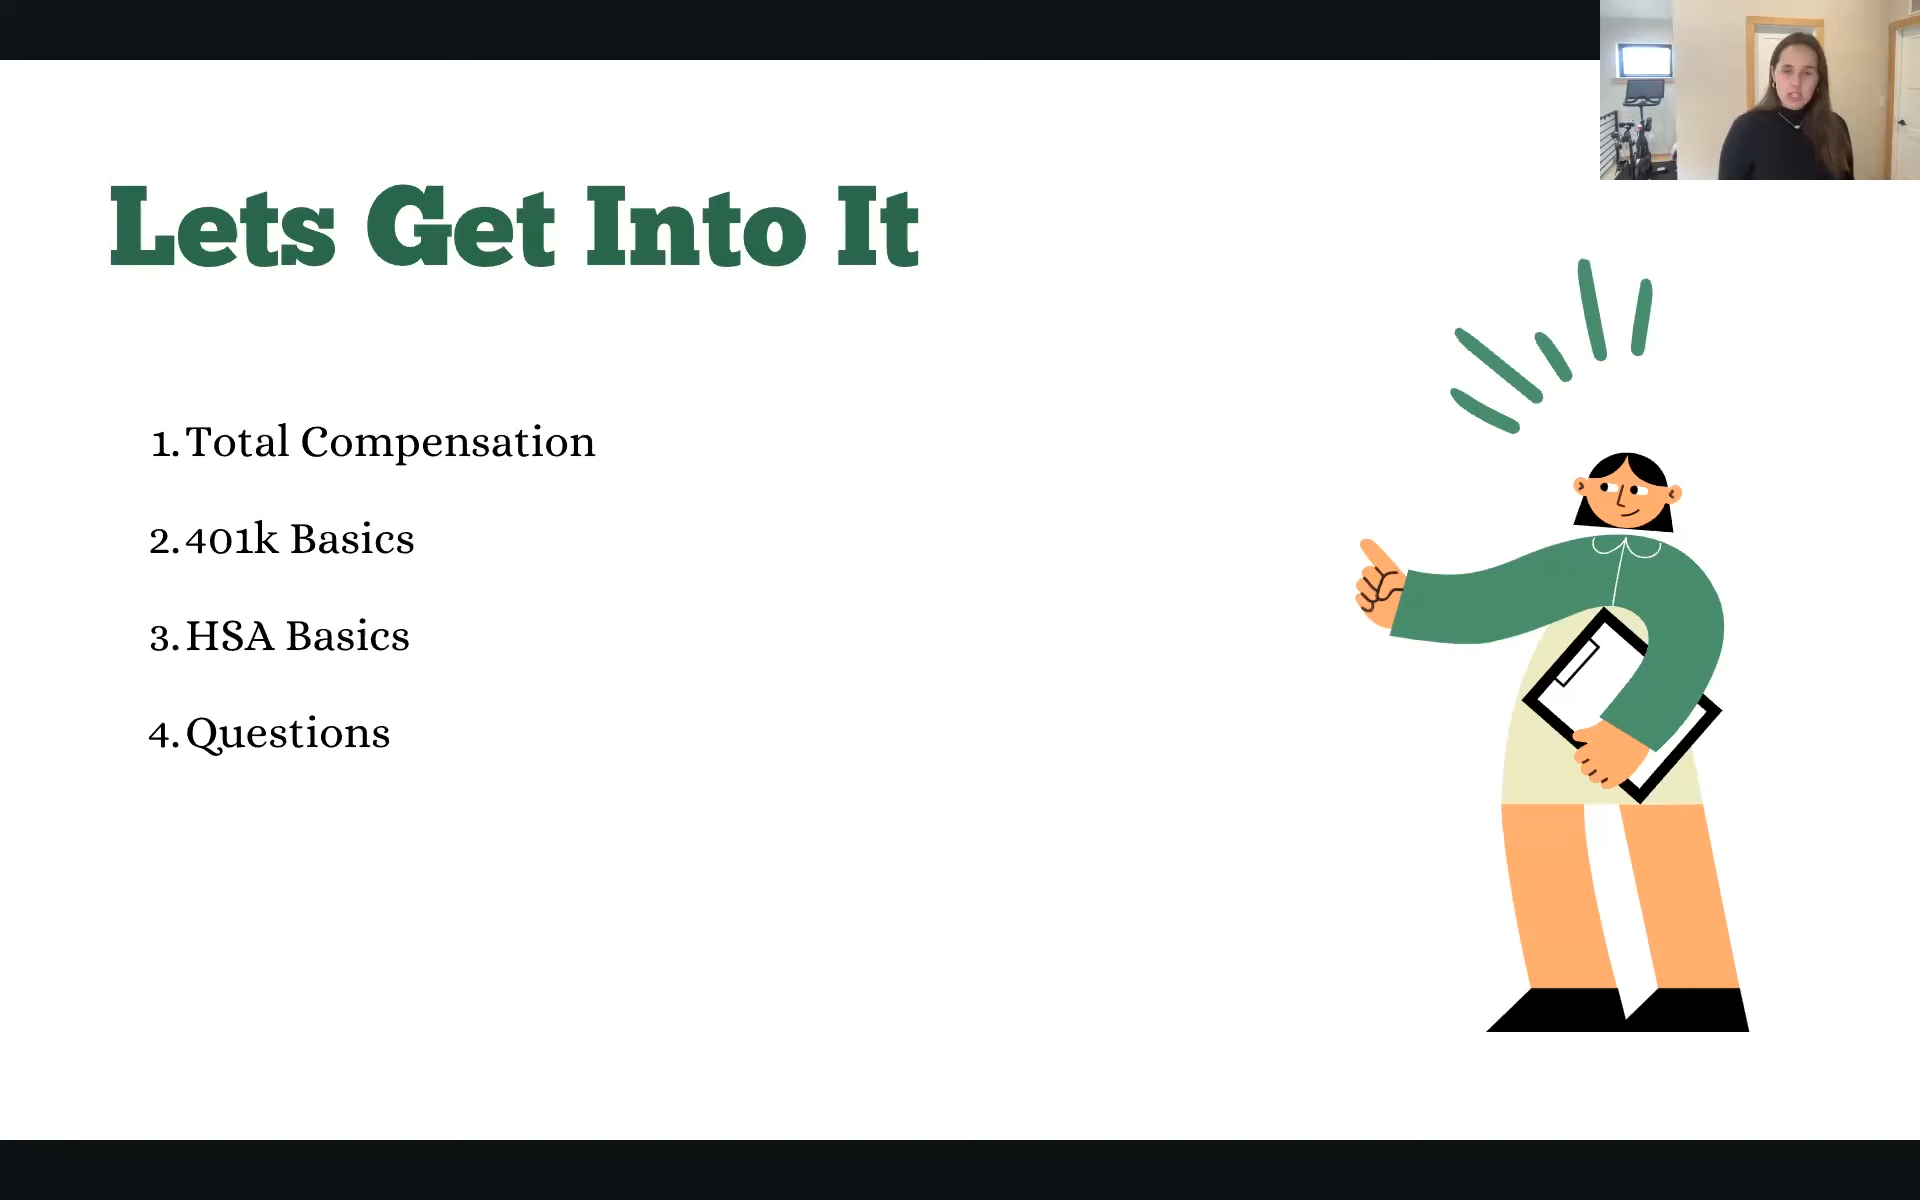 Lets Get Into It
1. Total Compensation
2. 401k Basics
3. HSA Basics
4. Questions